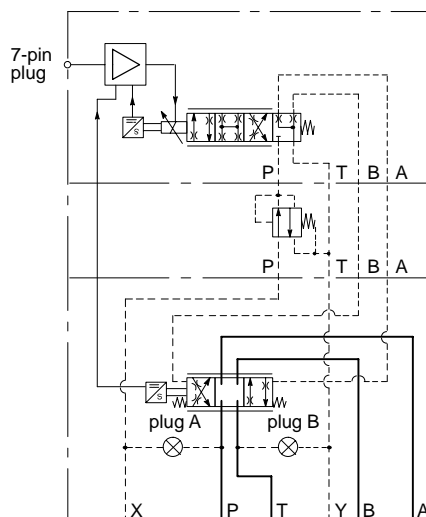 7-pin
plug
S
P T B A
P T B A
S
plug A plug B
X P T Y B A